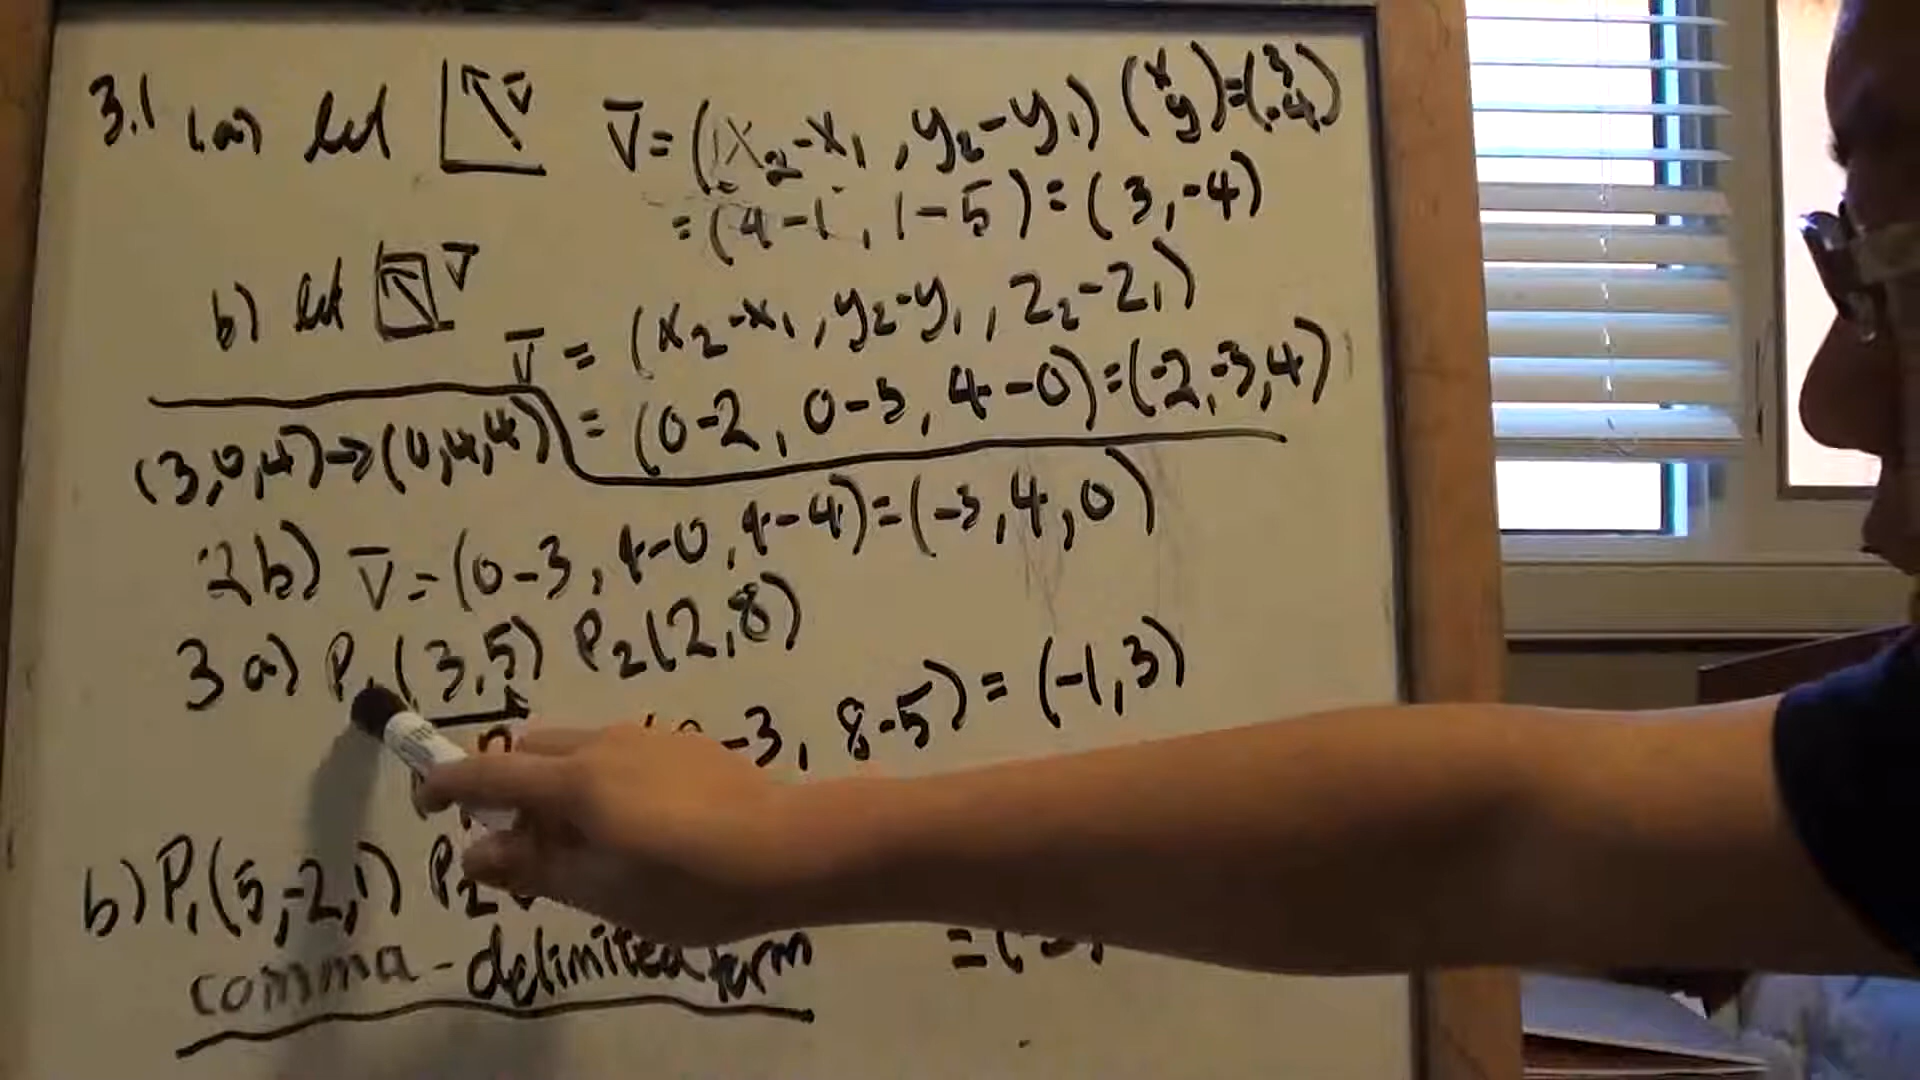 3.1 (a) let v̅ v̅ = (x₂-x₁, y₂-y₁) (x y) = (3 -4)
= (4-1, 1-5) = (3, -4)
b) let v̅
v̅ = (x₂-x₁, y₂-y₁, z₂-z₁)
= (0-2, 0-3, 4-0) = (-2, -3, 4)
(3,0,4) → (0,4,4)
2b) v̅ = (0-3, 4-0, 4-4) = (-3, 4, 0)
3 a) P₁(3,5) P₂(2,8)
-3, 8-5) = (-1,3)
b) P₁(5,-2,1) P₂
= (
comma-delimited form